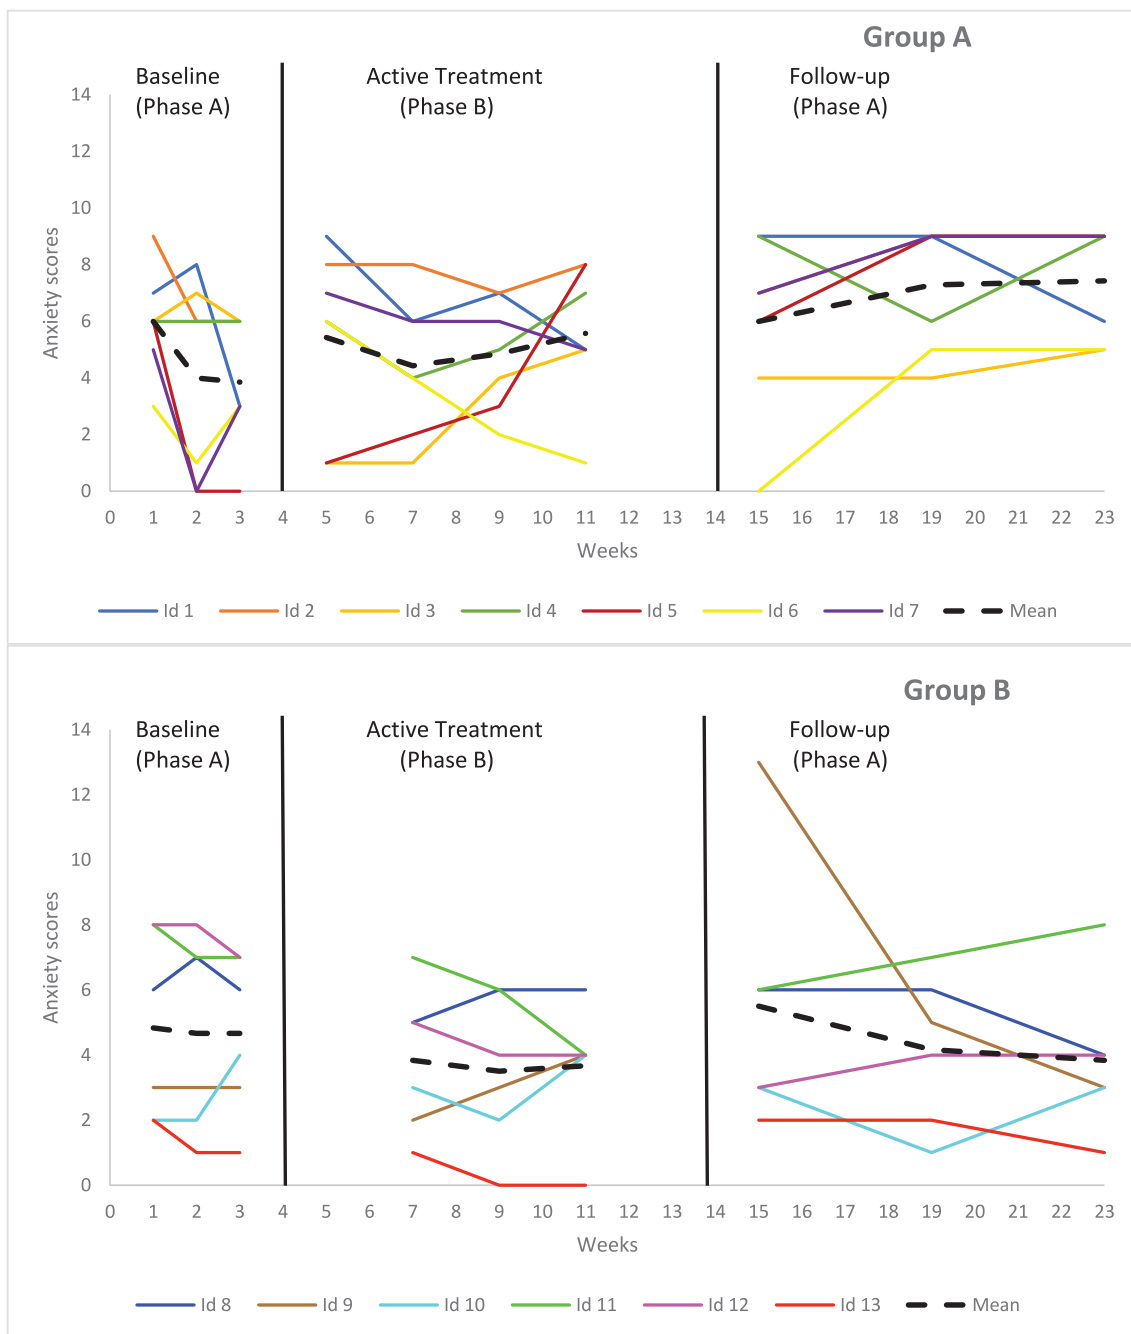 Group A
Baseline
(Phase A)
Active Treatment
(Phase B)
Follow-up
(Phase A)
Anxiety scores
14
12
10
8
6
4
2
0
0 1 2 3 4 5 6 7 8 9 10 11 12 13 14 15 16 17 18 19 20 21 22 23
Weeks
Id 1 Id 2 Id 3 Id 4 Id 5 Id 6 Id 7 Mean
Group B
Baseline
(Phase A)
Active Treatment
(Phase B)
Follow-up
(Phase A)
Anxiety scores
14
12
10
8
6
4
2
0
0 1 2 3 4 5 6 7 8 9 10 11 12 13 14 15 16 17 18 19 20 21 22 23
Weeks
Id 8 Id 9 Id 10 Id 11 Id 12 Id 13 Mean